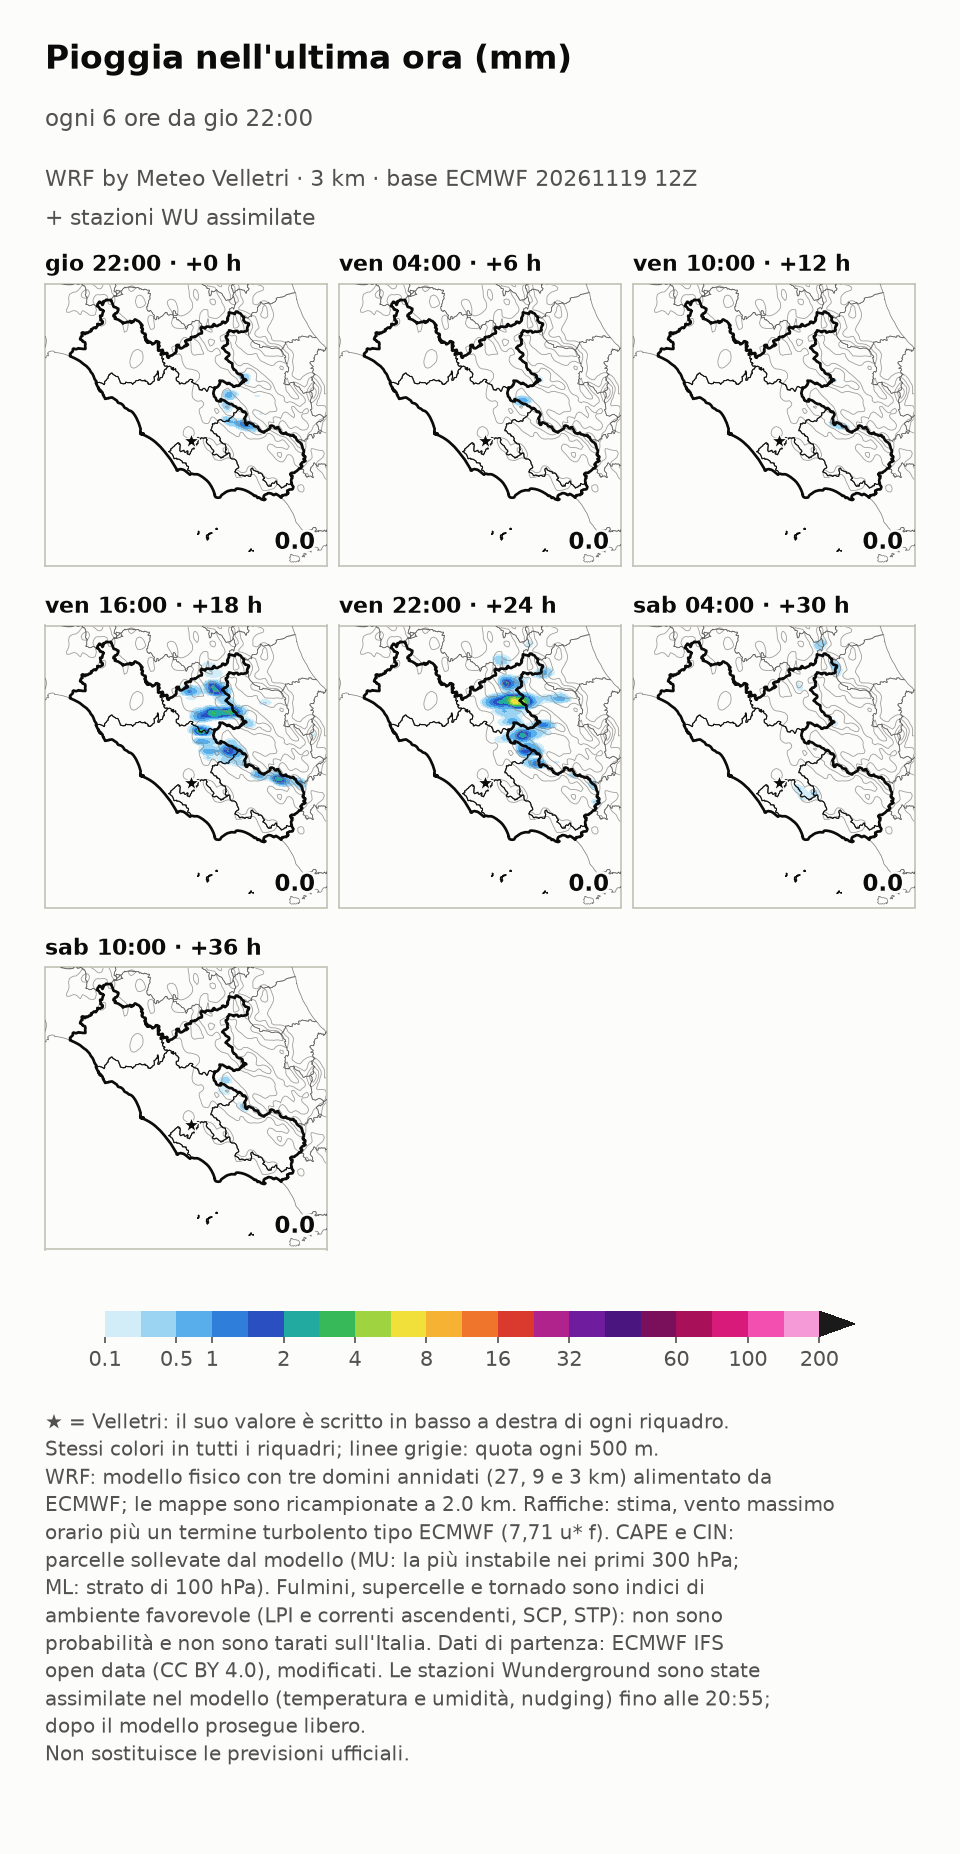 Pioggia nell'ultima ora (mm)
ogni 6 ore da gio 22:00
WRF by Meteo Velletri · 3 km · base ECMWF 20261119 12Z
+ stazioni WU assimilate
gio 22:00 · +0 h
ven 04:00 · +6 h
ven 10:00 · +12 h
0.0
0.0
0.0
ven 16:00 · +18 h
ven 22:00 · +24 h
sab 04:00 · +30 h
0.0
0.0
0.0
sab 10:00 · +36 h
0.0
0.1 0.5 1 2 4 8 16 32 60 100 200
★ = Velletri: il suo valore è scritto in basso a destra di ogni riquadro.
Stessi colori in tutti i riquadri; linee grigie: quota ogni 500 m.
WRF: modello fisico con tre domini annidati (27, 9 e 3 km) alimentato da
ECMWF; le mappe sono ricampionate a 2.0 km. Raffiche: stima, vento massimo
orario più un termine turbolento tipo ECMWF (7,71 u* f). CAPE e CIN:
parcelle sollevate dal modello (MU: la più instabile nei primi 300 hPa;
ML: strato di 100 hPa). Fulmini, supercelle e tornado sono indici di
ambiente favorevole (LPI e correnti ascendenti, SCP, STP): non sono
probabilità e non sono tarati sull'Italia. Dati di partenza: ECMWF IFS
open data (CC BY 4.0), modificati. Le stazioni Wunderground sono state
assimilate nel modello (temperatura e umidità, nudging) fino alle 20:55;
dopo il modello prosegue libero.
Non sostituisce le previsioni ufficiali.